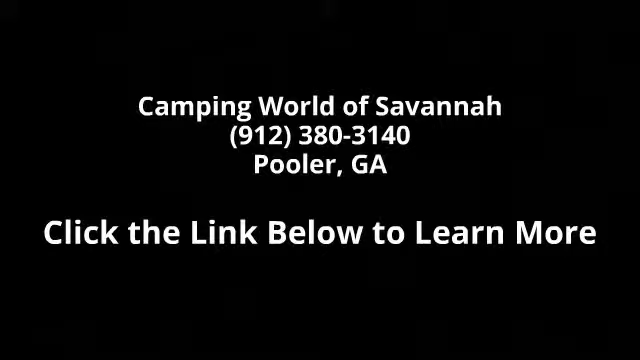 Camping World of Savannah
(912) 380-3140
Pooler, GA
Click the Link Below to Learn More